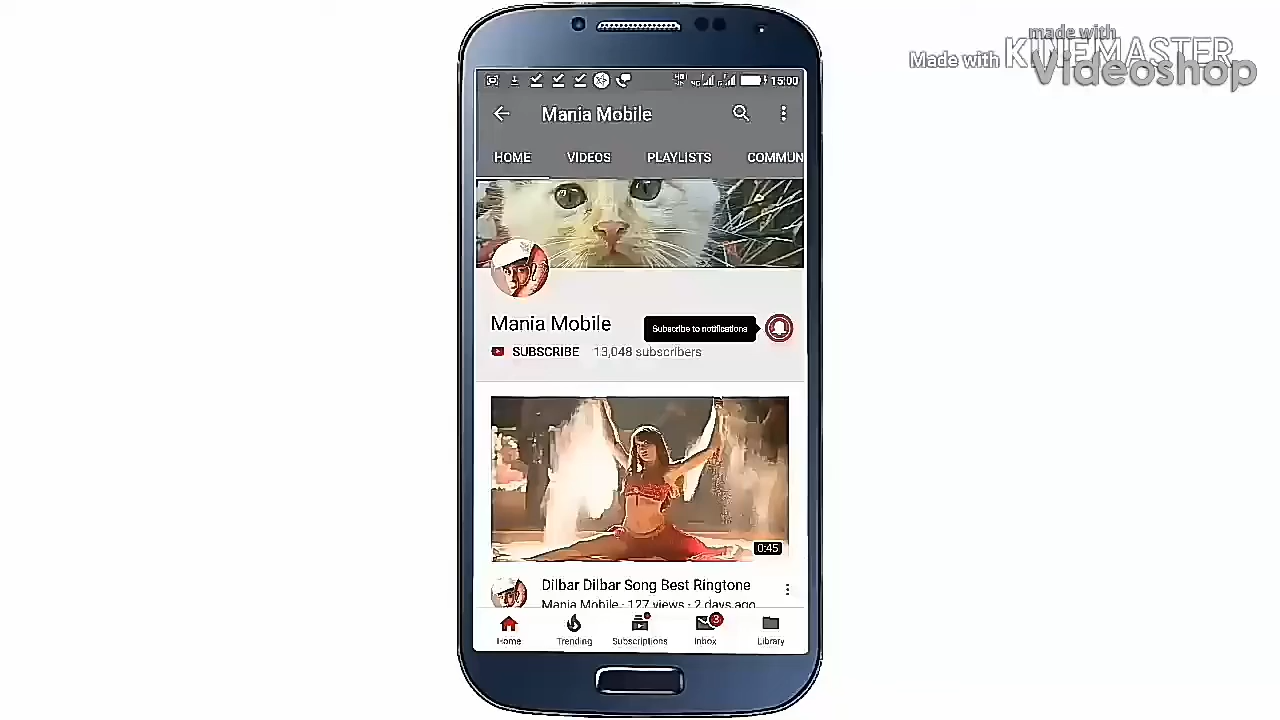 made with
Made with KINEMASTER
Videoshop
15:00
Mania Mobile
HOME VIDEOS PLAYLISTS COMMUN
Mania Mobile
Subscribe to notifications
SUBSCRIBE 13,048 subscribers
0:45
Dilbar Dilbar Song Best Ringtone
Mania Mobile · 127 views · 2 days ago
3
Home Trending Subscriptions Inbox Library